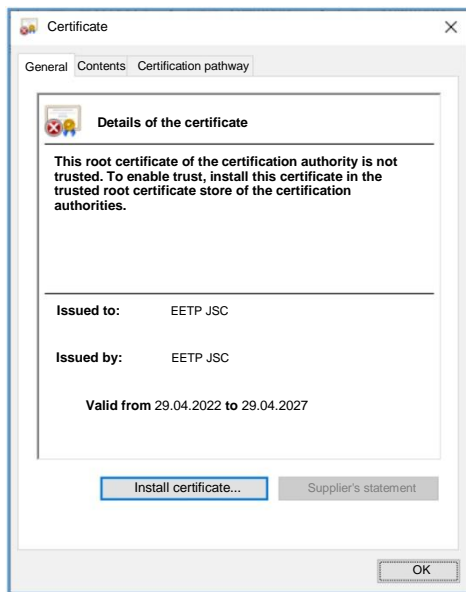 Certificate
General Contents Certification pathway
Details of the certificate
This root certificate of the certification authority is not
trusted. To enable trust, install this certificate in the
trusted root certificate store of the certification
authorities.
Issued to: EETP JSC
Issued by: EETP JSC
Valid from 29.04.2022 to 29.04.2027
Install certificate... Supplier's statement
OK